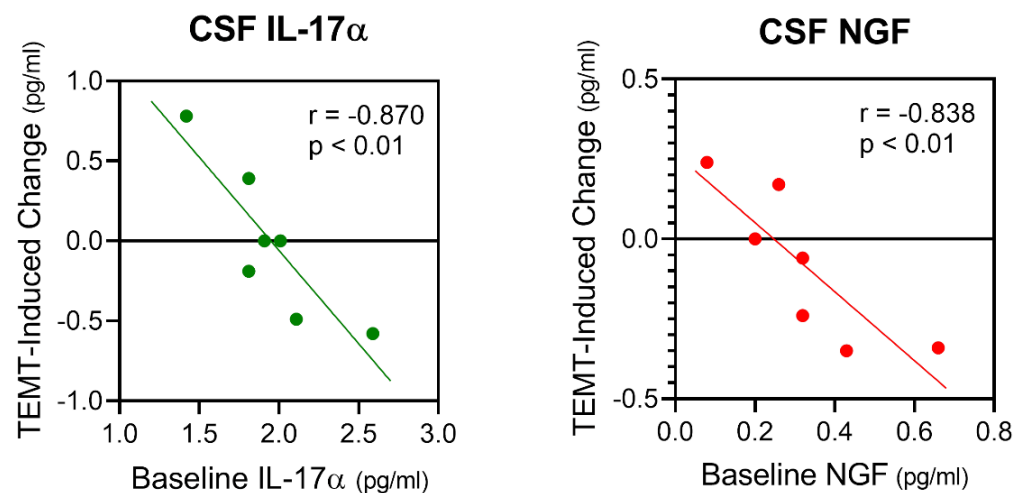 CSF IL-17α
TEMT-Induced Change (pg/ml)
1.0
0.5
0.0
-0.5
-1.0
r = -0.870
p < 0.01
1.0 1.5 2.0 2.5 3.0
Baseline IL-17α (pg/ml)
CSF NGF
TEMT-Induced Change (pg/ml)
0.5
0.0
-0.5
r = -0.838
p < 0.01
0.0 0.2 0.4 0.6 0.8
Baseline NGF (pg/ml)